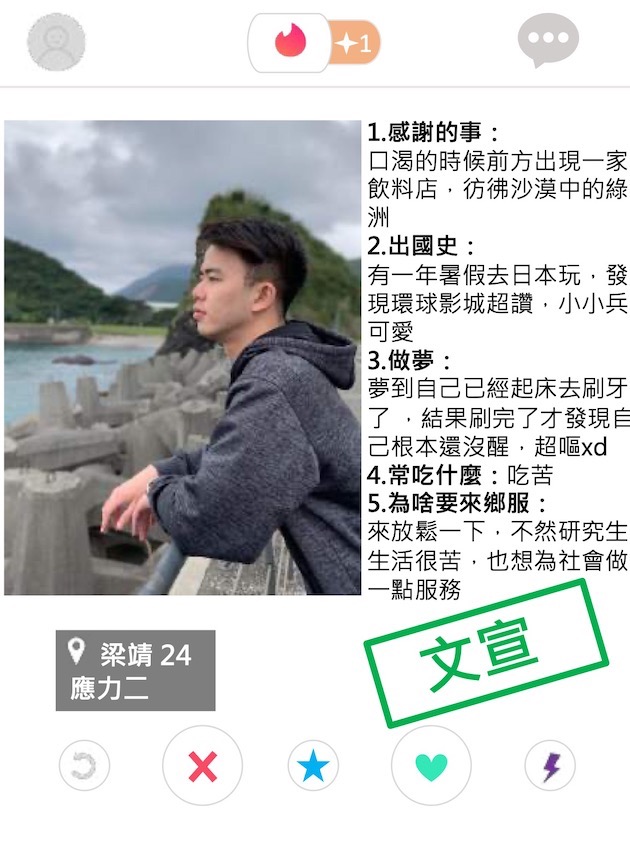 1
1.感謝的事：
口渴的時候前方出現一家
飲料店，彷彿沙漠中的綠
洲
2.出國史：
有一年暑假去日本玩，發
現環球影城超讚，小小兵
可愛
3.做夢：
夢到自己已經起床去刷牙
了 ，結果刷完了才發現自
己根本還沒醒，超嘔xd
4.常吃什麼：吃苦
5.為啥要來鄉服：
來放鬆一下，不然研究生
生活很苦，也想為社會做
一點服務
文宣
梁靖 24
應力二